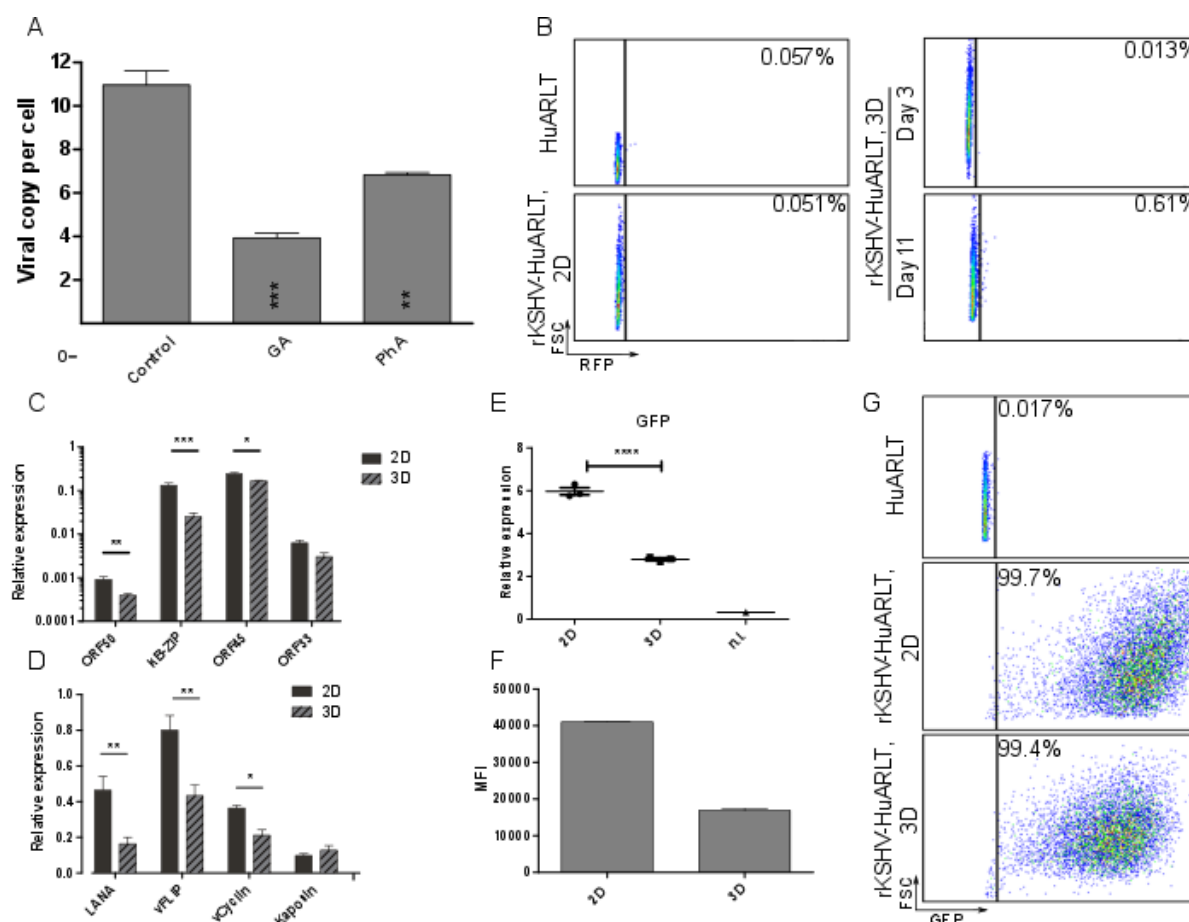 A
Viral copy per cell
12
10
8
6
4
2
0–
***
**
Control
GA
PhA
B
HuARLT
0.057%
rKSHV-HuARLT,
2D
0.051%
FSC
RFP
rKSHV-HuARLT, 3D
Day 3
0.013%
Day 11
0.61%
C
Relative expression
1
0.1
0.01
0.001
0.0001
**
***
*
2D
3D
ORF50
kB-ZIP
ORF45
D
Relative expression
1.0
0.8
0.6
0.4
0.2
0.0
**
**
*
2D
3D
LANA
vFLIP
vCyclin
Kaposin
E
GFP
Relative expression
8
6
4
2
0
****
2D
3D
n.i.
F
MFI
50000
40000
30000
20000
10000
0
2D
3D
G
HuARLT
0.017%
rKSHV-HuARLT,
2D
99.7%
rKSHV-HuARLT,
3D
99.4%
FSC
GFP